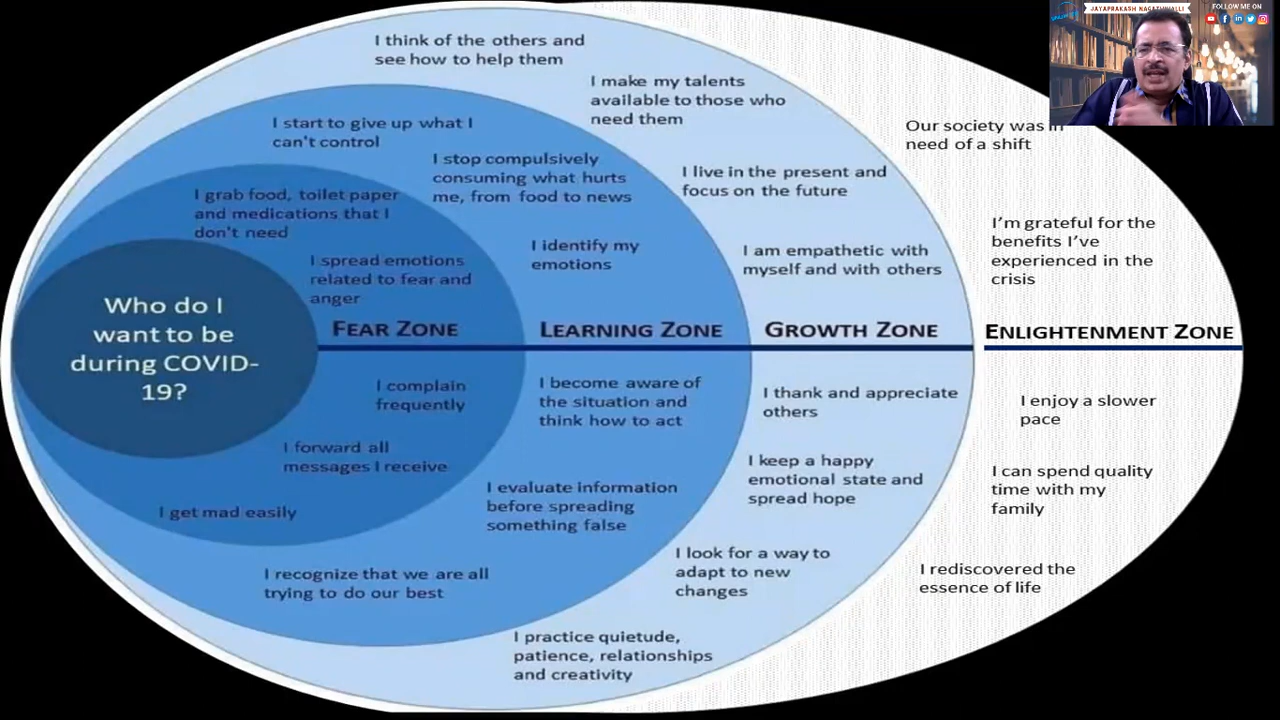 JAYAPRAKASH NAGATHIHALLI
FOLLOW ME ON
I think of the others and
see how to help them
I make my talents
available to those who
need them
I start to give up what I
can't control
Our society was in
need of a shift
I stop compulsively
consuming what hurts
me, from food to news
I live in the present and
focus on the future
I grab food, toilet paper
and medications that I
don't need
I'm grateful for the
benefits I've
experienced in the
crisis
I identify my
emotions
I am empathetic with
myself and with others
I spread emotions
related to fear and
anger
Who do I
want to be
during COVID-
19?
FEAR ZONE
LEARNING ZONE
GROWTH ZONE
ENLIGHTENMENT ZONE
I complain
frequently
I become aware of
the situation and
think how to act
I thank and appreciate
others
I enjoy a slower
pace
I forward all
messages I receive
I keep a happy
emotional state and
spread hope
I can spend quality
time with my
family
I get mad easily
I evaluate information
before spreading
something false
I look for a way to
adapt to new
changes
I rediscovered the
essence of life
I recognize that we are all
trying to do our best
I practice quietude,
patience, relationships
and creativity